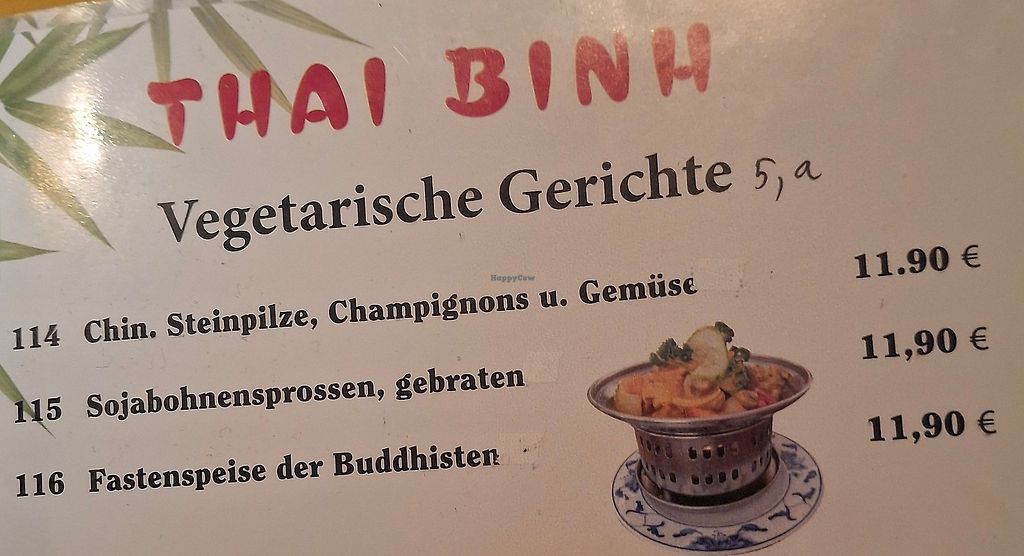 THAI BINH
Vegetarische Gerichte 5, a
114 Chin. Steinpilze, Champignons u. Gemüse 11.90 €
HappyCow
115 Sojabohnensprossen, gebraten 11,90 €
116 Fastenspeise der Buddhisten 11,90 €